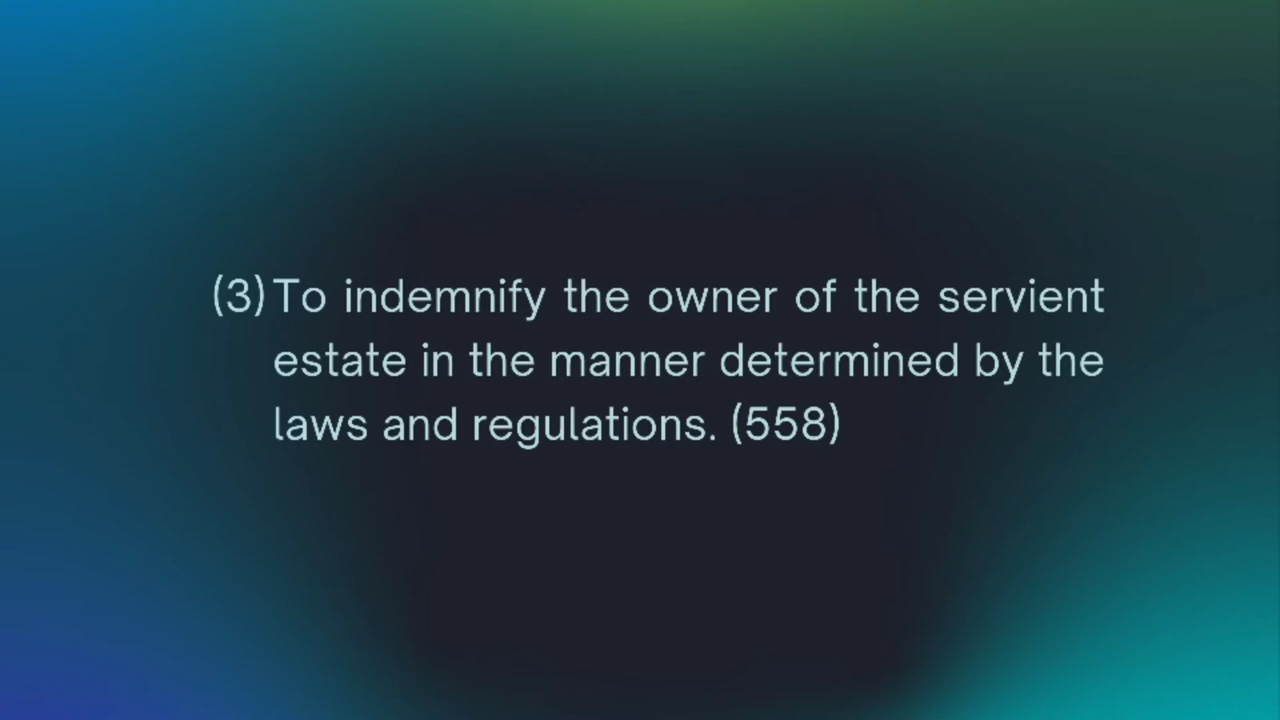 (3) To indemnify the owner of the servient
estate in the manner determined by the
laws and regulations. (558)